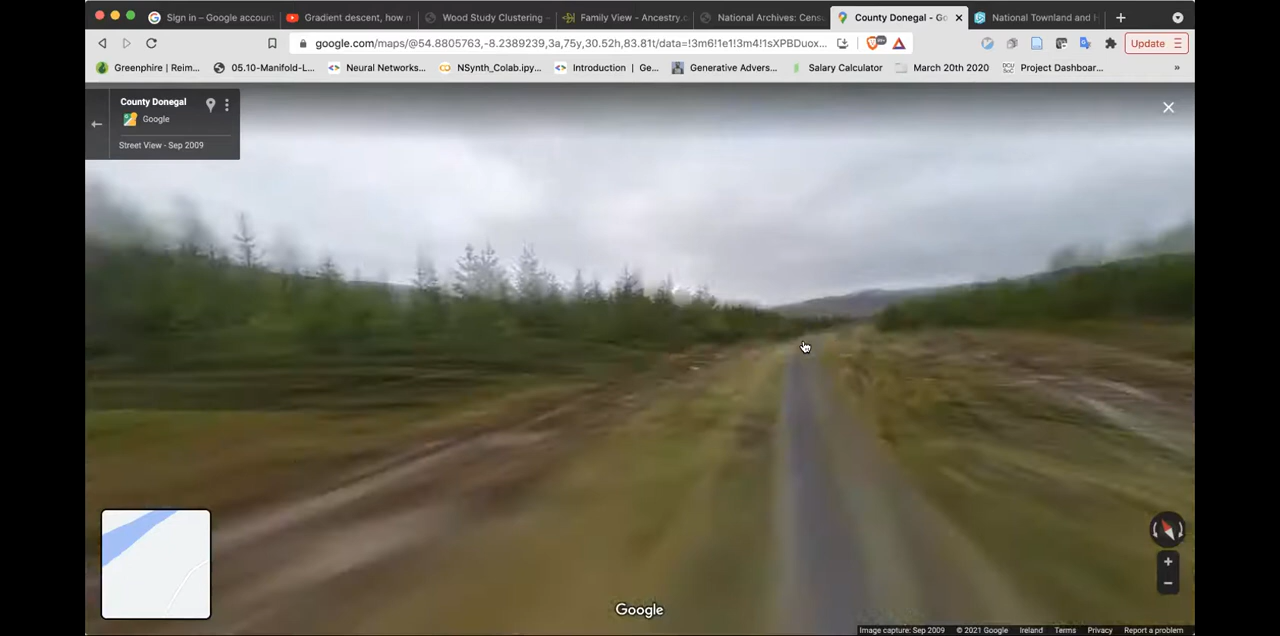 Sign in – Google accoun
Gradient descent, how n
Wood Study Clustering -
Family View - Ancestry.c
National Archives: Cens
County Donegal - Go
National Townland and H
google.com/maps/@54.8805763,-8.2389239,3a,75y,30.52h,83.81t/data=!3m6!1e1!3m4!1sXPBDuox...
Update
Greenphire | Reim...
05.10-Manifold-L...
Neural Networks...
NSynth_Colab.ipy...
Introduction | Ge...
Generative Advers...
Salary Calculator
March 20th 2020
Project Dashboar...
»
County Donegal
Google
Street View - Sep 2009
Google
Image capture: Sep 2009 © 2021 Google Ireland Terms Privacy Report a problem